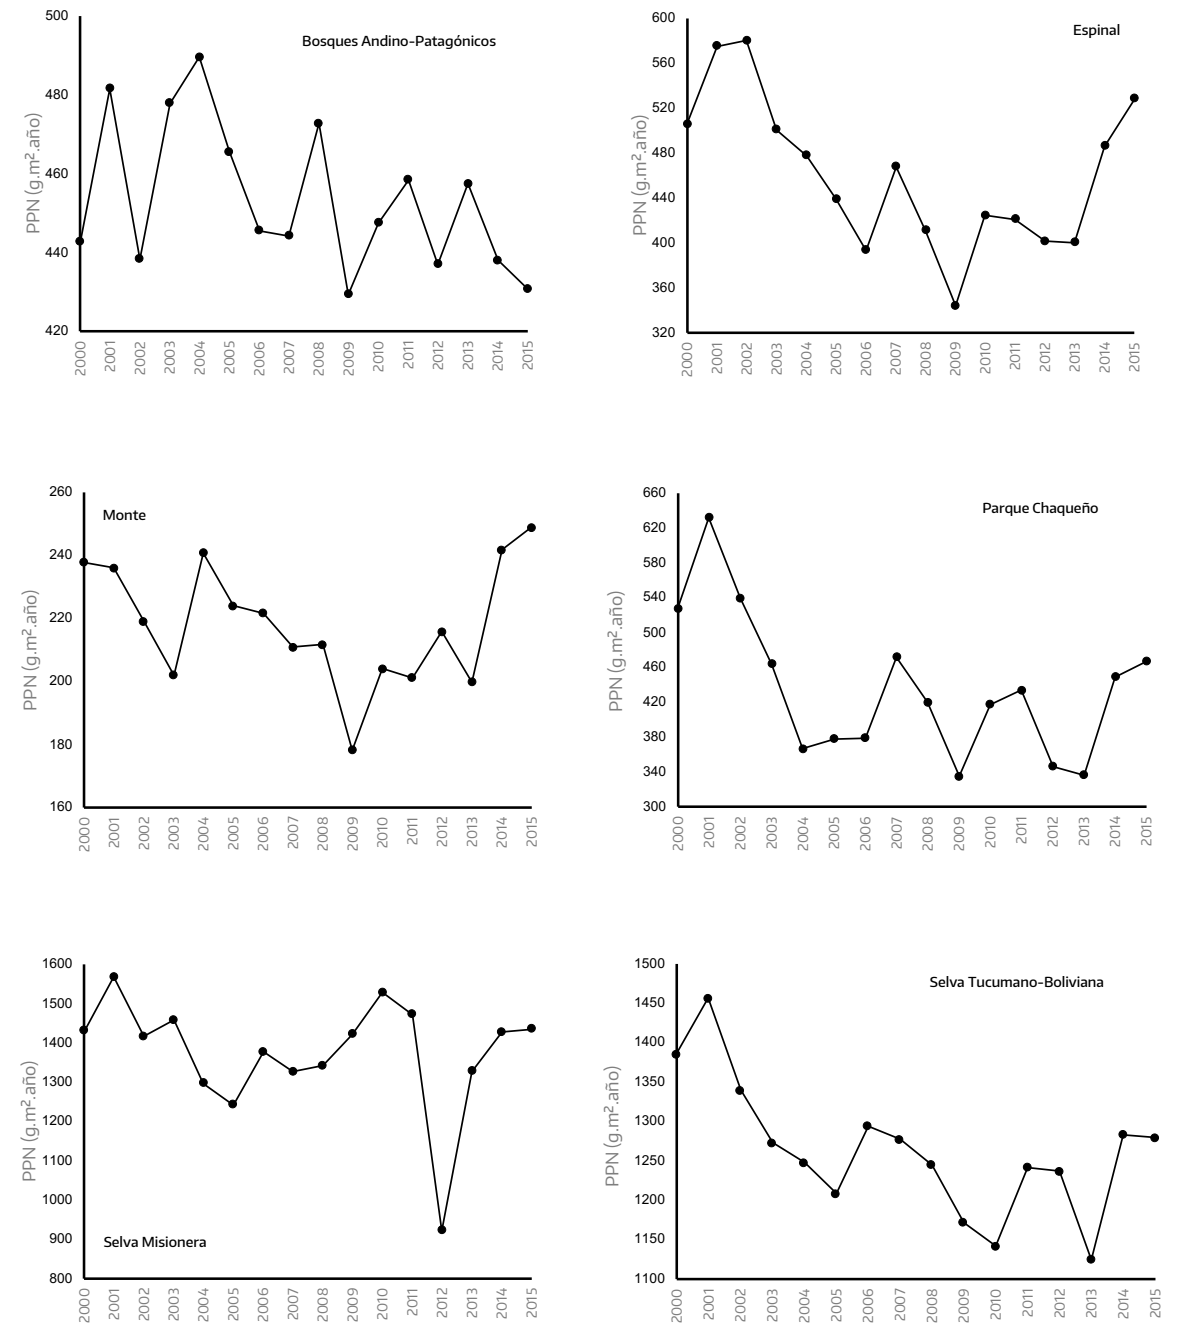 Bosques Andino-Patagónicos
PPN (g.m².año)
500
480
460
440
420
2000 2001 2002 2003 2004 2005 2006 2007 2008 2009 2010 2011 2012 2013 2014 2015
Espinal
PPN (g.m².año)
600
560
520
480
440
400
360
320
2000 2001 2002 2003 2004 2005 2006 2007 2008 2009 2010 2011 2012 2013 2014 2015
Monte
PPN (g.m².año)
260
240
220
200
180
160
2000 2001 2002 2003 2004 2005 2006 2007 2008 2009 2010 2011 2012 2013 2014 2015
Parque Chaqueño
PPN (g.m².año)
660
620
580
540
500
460
420
380
340
300
2000 2001 2002 2003 2004 2005 2006 2007 2008 2009 2010 2011 2012 2013 2014 2015
Selva Misionera
PPN (g.m².año)
1600
1500
1400
1300
1200
1100
1000
900
800
2000 2001 2002 2003 2004 2005 2006 2007 2008 2009 2010 2011 2012 2013 2014 2015
Selva Tucumano-Boliviana
PPN (g.m².año)
1500
1450
1400
1350
1300
1250
1200
1150
1100
2000 2001 2002 2003 2004 2005 2006 2007 2008 2009 2010 2011 2012 2013 2014 2015